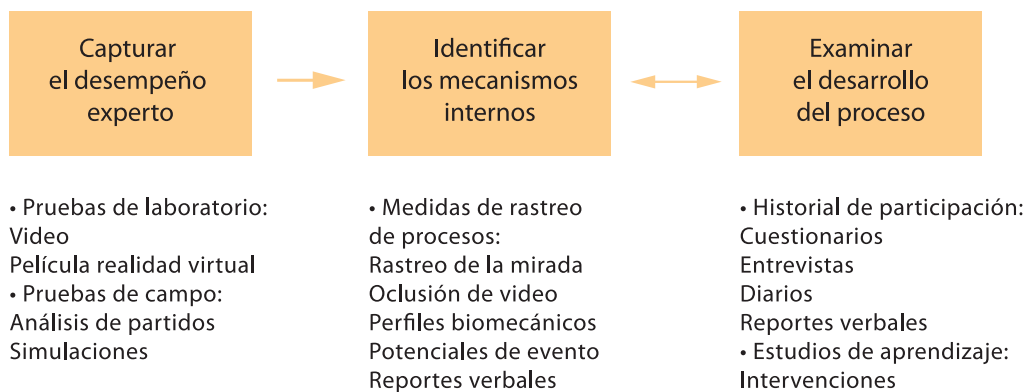 Capturar
el desempeño
experto
Identificar
los mecanismos
internos
Examinar
el desarrollo
del proceso
• Pruebas de laboratorio:
Video
Película realidad virtual
• Pruebas de campo:
Análisis de partidos
Simulaciones
• Medidas de rastreo
de procesos:
Rastreo de la mirada
Oclusión de video
Perfiles biomecánicos
Potenciales de evento
Reportes verbales
• Historial de participación:
Cuestionarios
Entrevistas
Diarios
Reportes verbales
• Estudios de aprendizaje:
Intervenciones